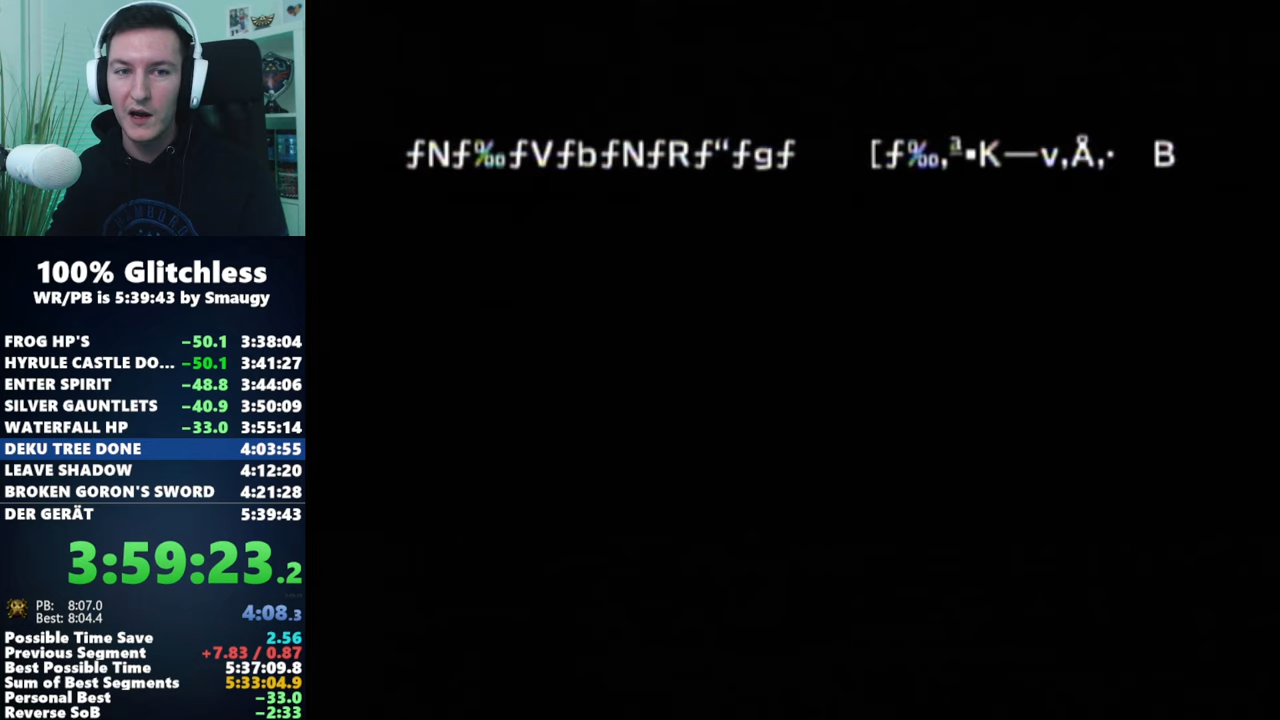 ƒNƒ‰ƒVƒbƒNƒRƒ“ƒgƒ [ƒ‰‚ª•K—v‚Å‚· B
100% Glitchless
WR/PB is 5:39:43 by Smaugy
FROG HP'S -50.1 3:38:04
HYRULE CASTLE DO... -50.1 3:41:27
ENTER SPIRIT -48.8 3:44:06
SILVER GAUNTLETS -40.9 3:50:09
WATERFALL HP -33.0 3:55:14
DEKU TREE DONE 4:03:55
LEAVE SHADOW 4:12:20
BROKEN GORON'S SWORD 4:21:28
DER GERÄT 5:39:43
3:59:23.2
PB: 8:07.0
Best: 8:04.4
4:08.3
Possible Time Save 2.56
Previous Segment +7.83 / 0.87
Best Possible Time 5:37:09.8
Sum of Best Segments 5:33:04.9
Personal Best -33.0
Reverse SoB -2:33